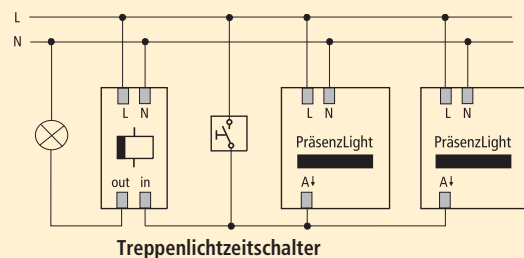 L
N
L N
L N
L N
PräsenzLight
PräsenzLight
out in
A↓
A↓
Treppenlichtzeitschalter